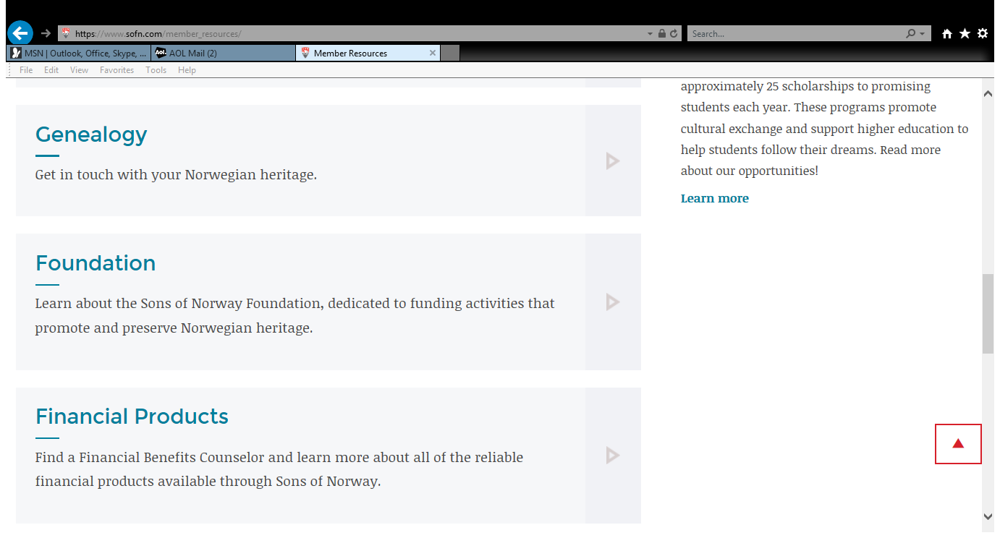 https://www.sofn.com/member_resources/
Search...
MSN | Outlook, Office, Skype, ...
Aol. AOL Mail (2)
Member Resources
File Edit View Favorites Tools Help
Genealogy
Get in touch with your Norwegian heritage.
Foundation
Learn about the Sons of Norway Foundation, dedicated to funding activities that
promote and preserve Norwegian heritage.
Financial Products
Find a Financial Benefits Counselor and learn more about all of the reliable
financial products available through Sons of Norway.
approximately 25 scholarships to promising
students each year. These programs promote
cultural exchange and support higher education to
help students follow their dreams. Read more
about our opportunities!
Learn more